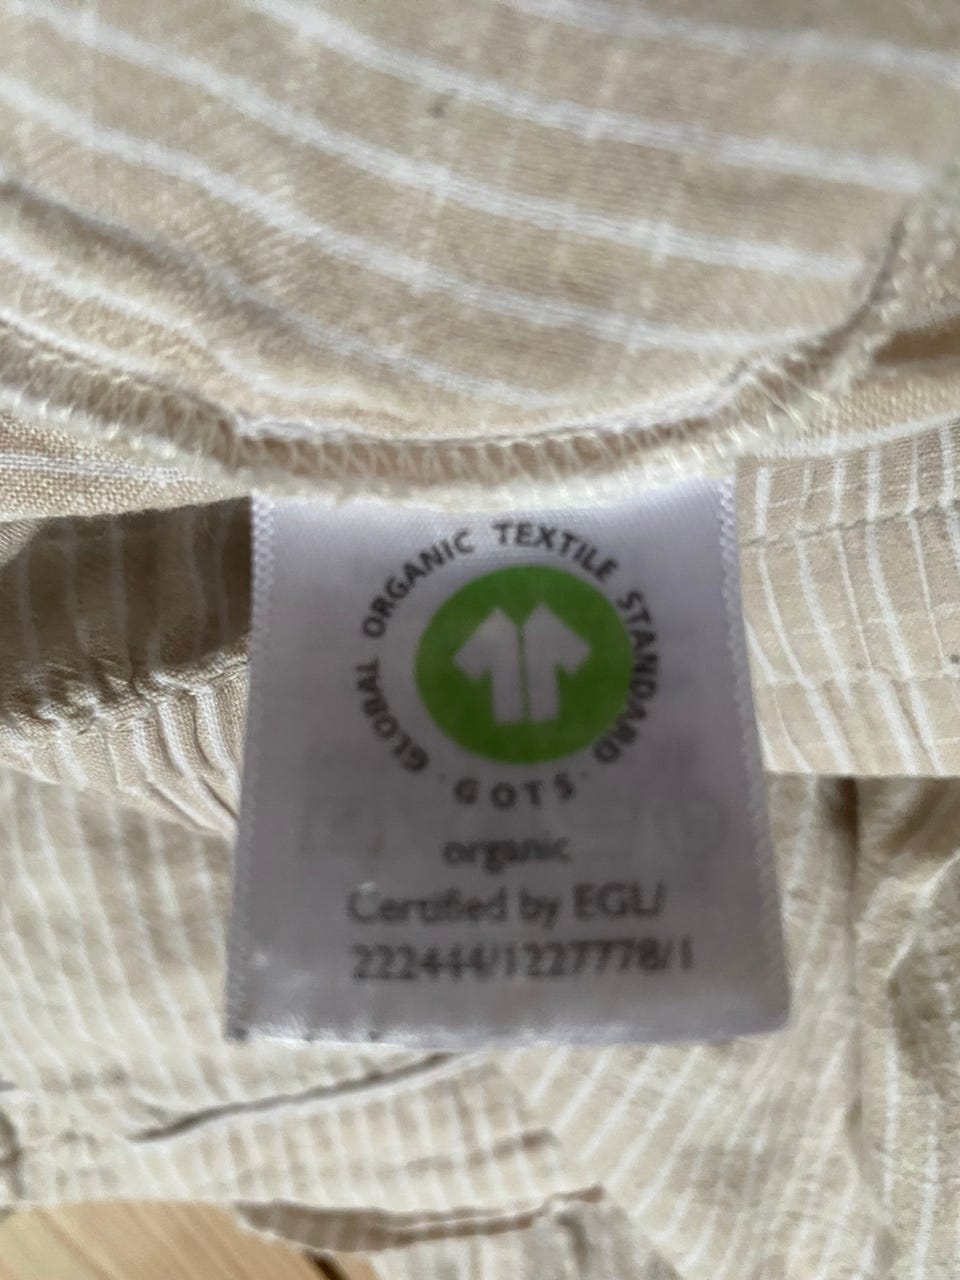 GLOBAL ORGANIC TEXTILE STANDARD
· GOTS ·
organic
Certified by EGL/
222444/1227778/1